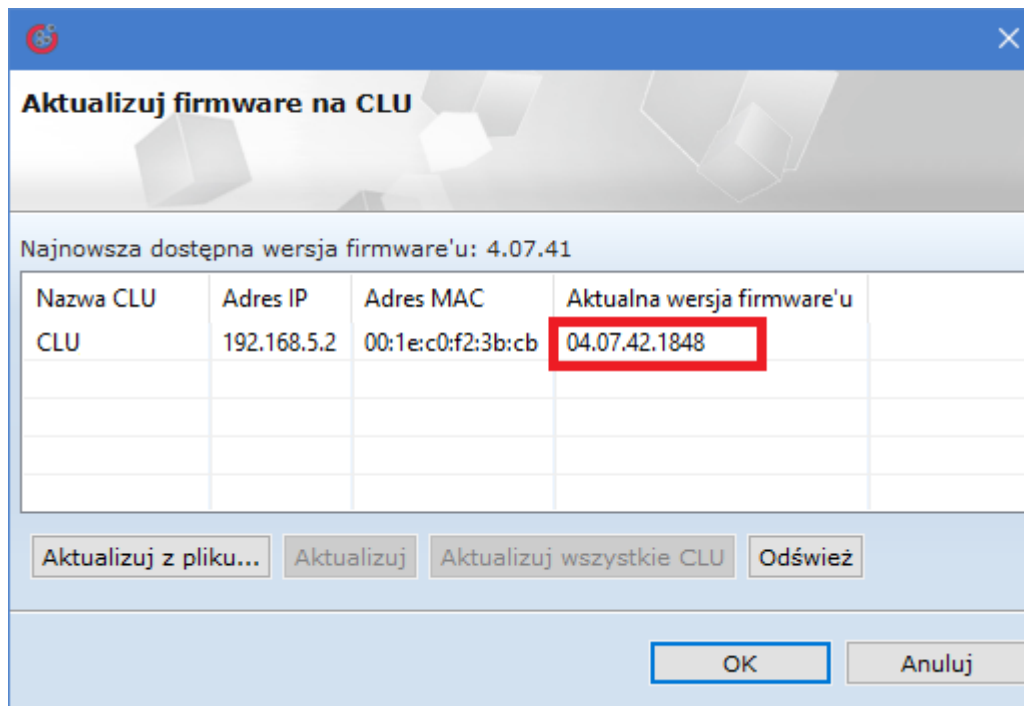 Aktualizuj firmware na CLU
Najnowsza dostępna wersja firmware'u: 4.07.41
Nazwa CLU Adres IP Adres MAC Aktualna wersja firmware'u
CLU 192.168.5.2 00:1e:c0:f2:3b:cb 04.07.42.1848
Aktualizuj z pliku... Aktualizuj Aktualizuj wszystkie CLU Odśwież
OK Anuluj